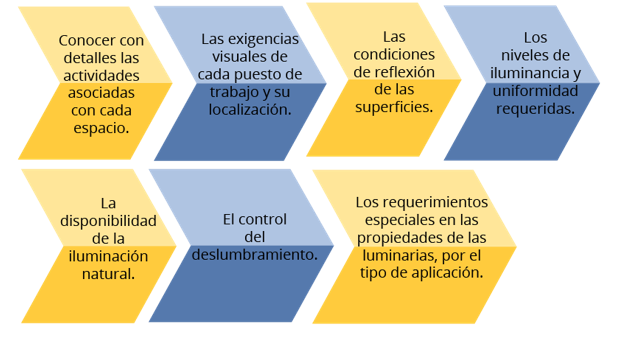 Conocer con
detalles las
actividades
asociadas
con cada
espacio.
Las exigencias
visuales de
cada puesto de
trabajo y su
localización.
Las
condiciones
de reflexión
de las
superficies.
Los
niveles de
iluminancia y
uniformidad
requeridas.
La
disponibilidad
de la
iluminación
natural.
El control
del
deslumbramiento.
Los requerimientos
especiales en las
propiedades de las
luminarias, por el
tipo de aplicación.